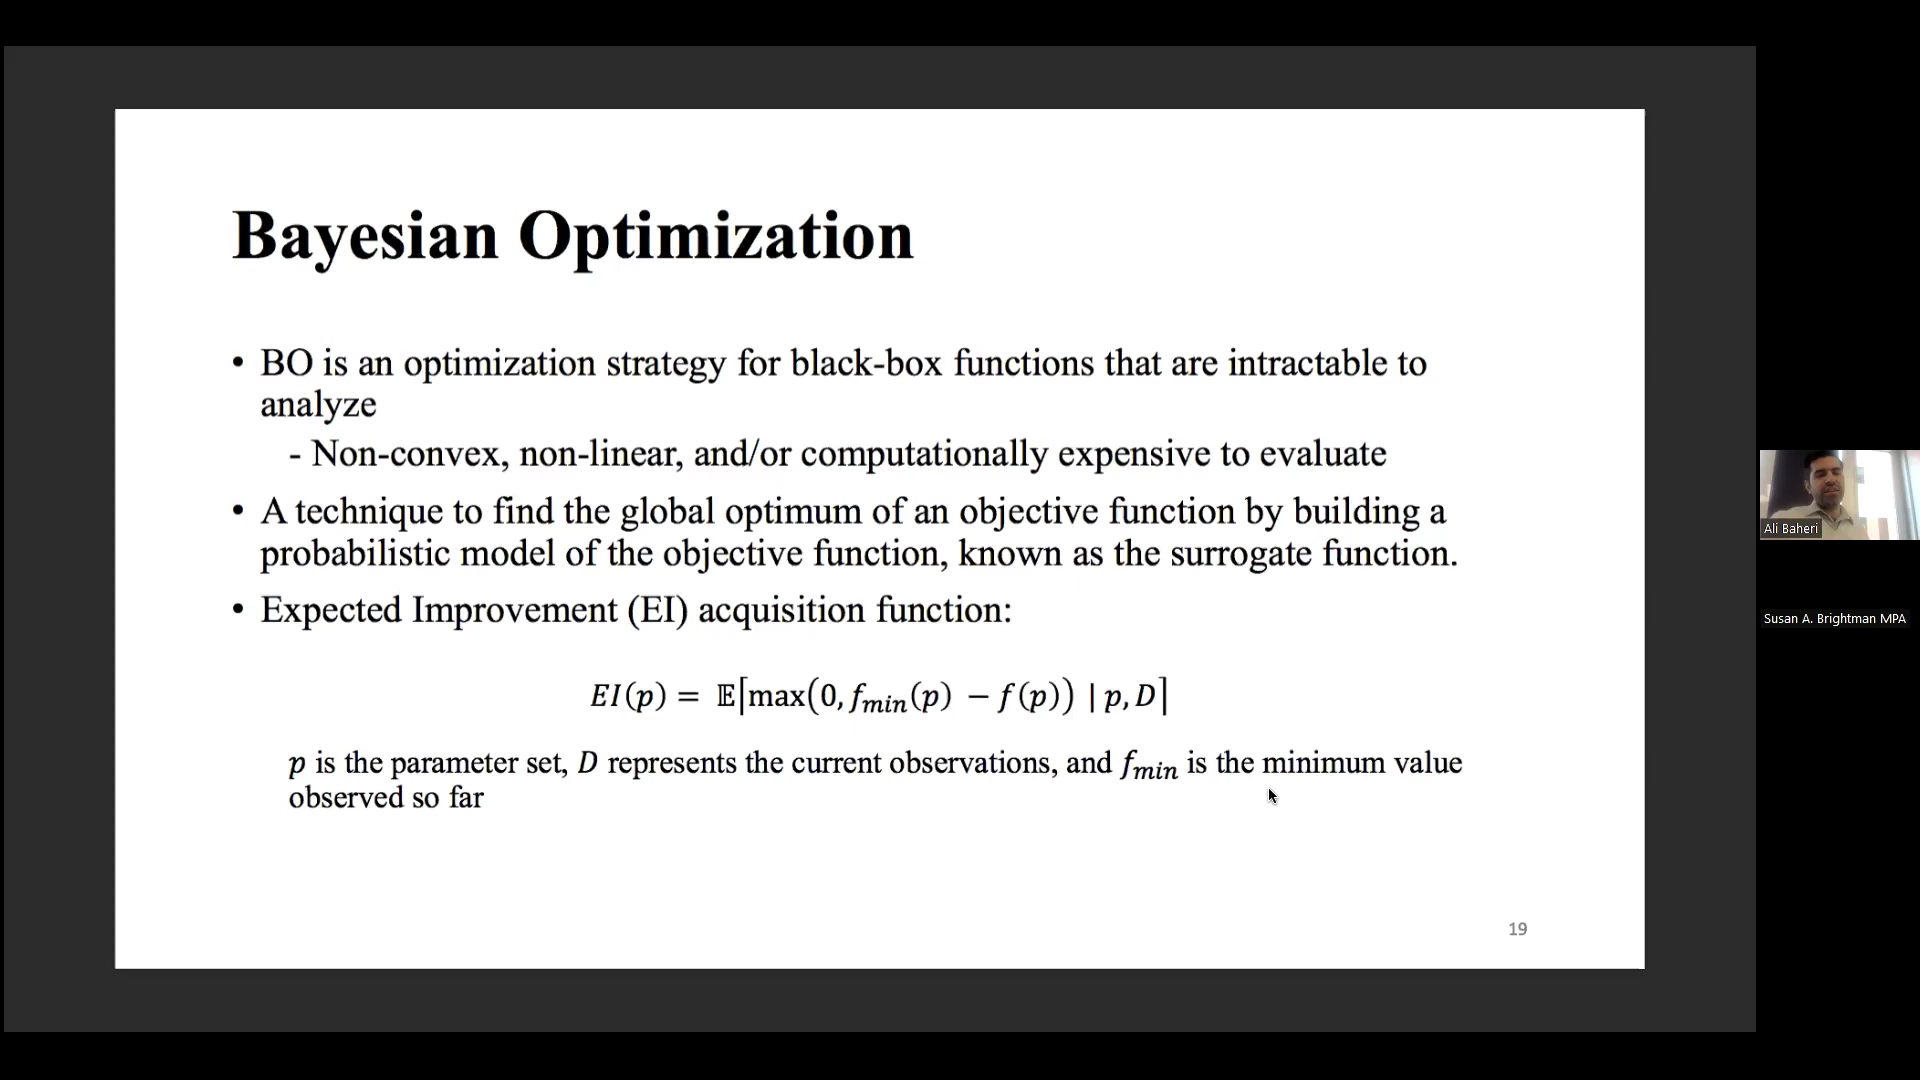 Bayesian Optimization
• BO is an optimization strategy for black-box functions that are intractable to
analyze
- Non-convex, non-linear, and/or computationally expensive to evaluate
• A technique to find the global optimum of an objective function by building a
probabilistic model of the objective function, known as the surrogate function.
• Expected Improvement (EI) acquisition function:
EI(p) = 𝔼[max(0, f_min(p) − f(p)) | p, D]
p is the parameter set, D represents the current observations, and f_min is the minimum value
observed so far
19
Ali Baheri
Susan A. Brightman MPA